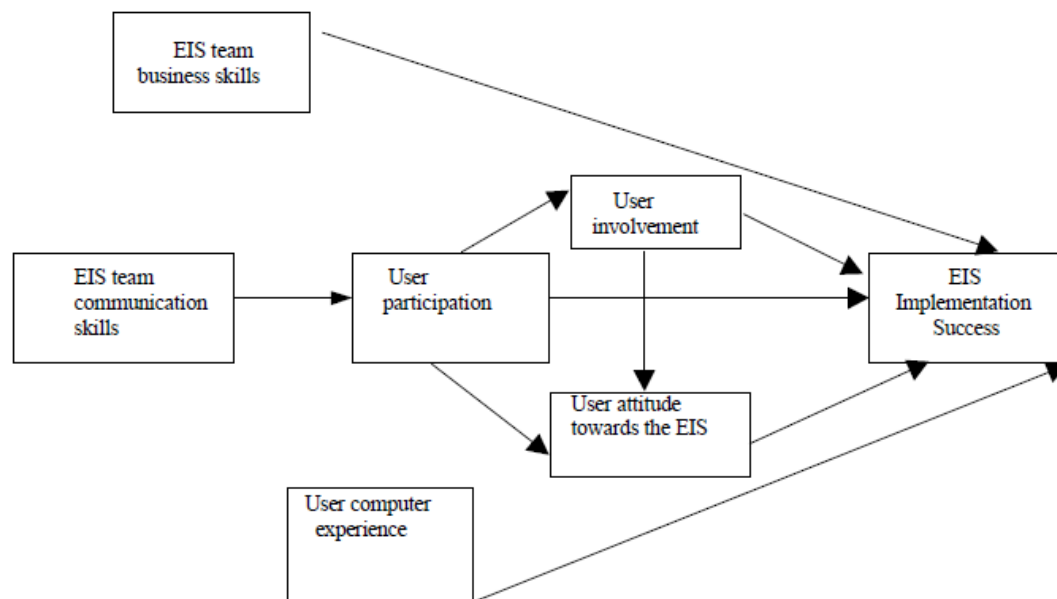 EIS team
business skills
User
involvement
EIS team
communication
skills
User
participation
EIS
Implementation
Success
User attitude
towards the EIS
User computer
experience